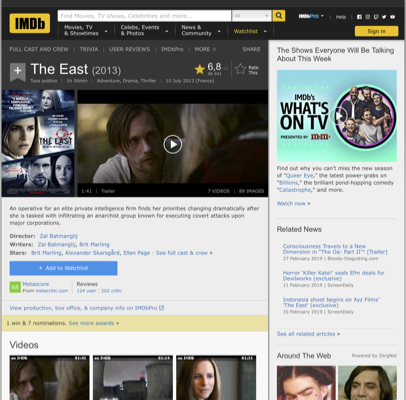 IMDb
Find Movies, TV shows, Celebrities and more...
All
IMDbPro
Help
Movies, TV
& Showtimes
Celebs, Events
& Photos
News &
Community
Watchlist
Sign in
FULL CAST AND CREW | TRIVIA | USER REVIEWS | IMDbPro | MORE
SHARE
The East (2013)
6,8
Rate
This
Tous publics | 1h 56min | Adventure, Drama, Thriller | 10 July 2013 (France)
THE EAST
1:41 | Trailer
7 VIDEOS | 89 IMAGES
An operative for an elite private intelligence firm finds her priorities changing dramatically after
she is tasked with infiltrating an anarchist group known for executing covert attacks upon
major corporations.
Director: Zal Batmanglij
Writers: Zal Batmanglij, Brit Marling
Stars: Brit Marling, Alexander Skarsgård, Ellen Page | See full cast & crew »
+ Add to Watchlist
Metascore
From metacritic.com
Reviews
124 user | 202 critic
View production, box office, & company info on IMDbPro
1 win & 7 nominations. See more awards »
Videos
The Shows Everyone Will Be Talking
About This Week
IMDb's
WHAT'S
ON TV
PRESENTED BY M&M'S
Find out why you can't miss the new season
of "Queer Eye," the latest power-grabs on
"Billions," the brilliant pond-hopping comedy
"Catastrophe," and more.
Watch now »
Related News
Consciousness Travels to a New
Dimension in "The Oa: Part II"! [Trailer]
27 February 2019 | Bloody-Disgusting.com
Horror 'Killer Kate!' seals Efm deals for
Devilworks (exclusive)
11 February 2019 | ScreenDaily
Indonesia shoot begins on Xyz Films'
'The East' (exclusive)
10 February 2019 | ScreenDaily
See all related articles »
Around The Web
Powered by ZergNet